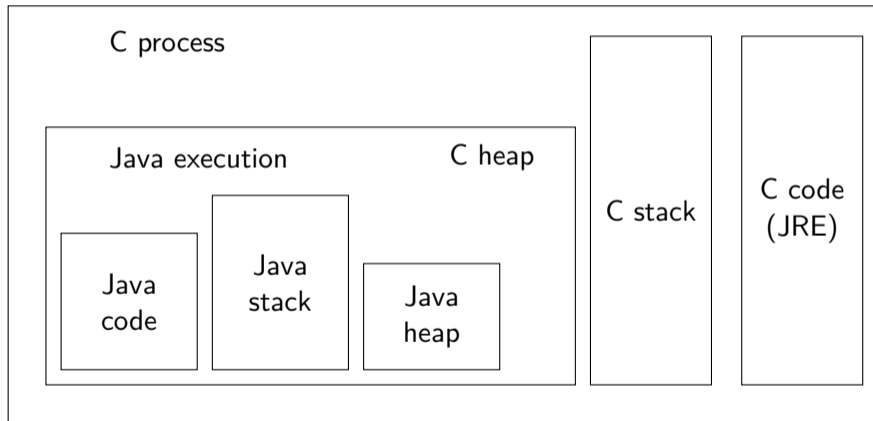 C process
Java execution
C heap
Java
code
Java
stack
Java
heap
C stack
C code
(JRE)